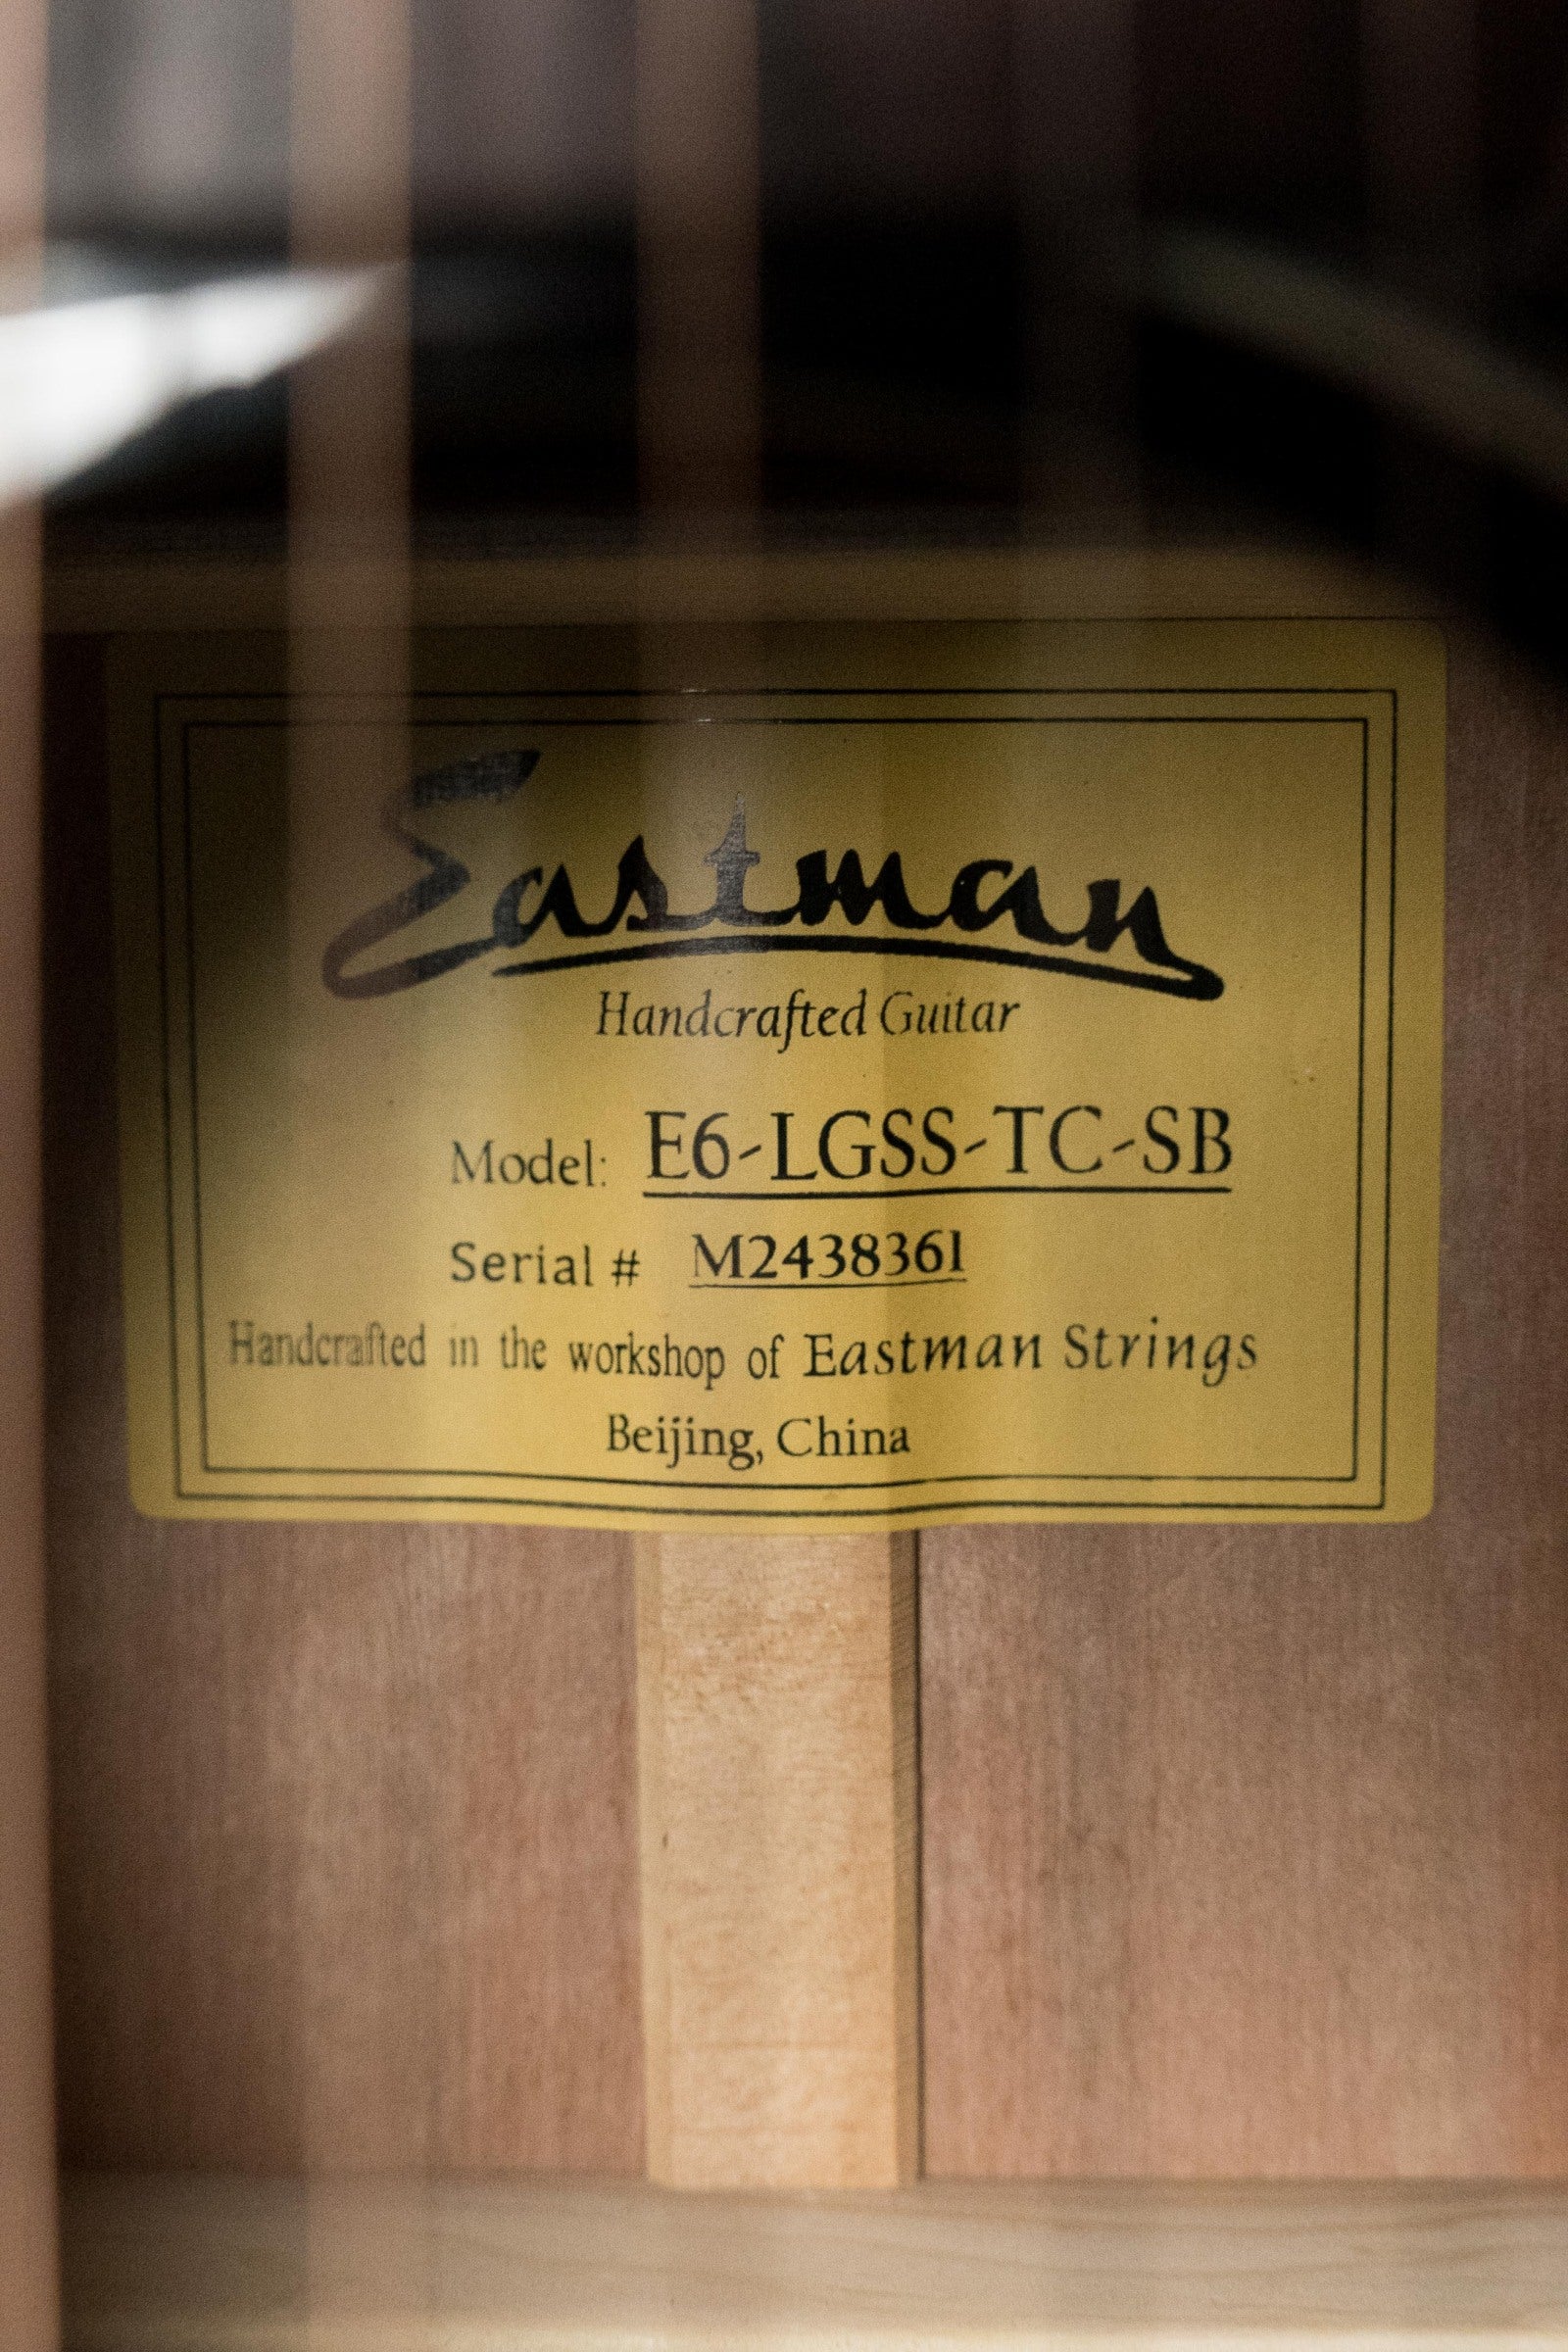 Eastman
Handcrafted Guitar
Model: E6-LGSS-TC-SB
Serial # M2438361
Handcrafted in the workshop of Eastman Strings
Beijing, China